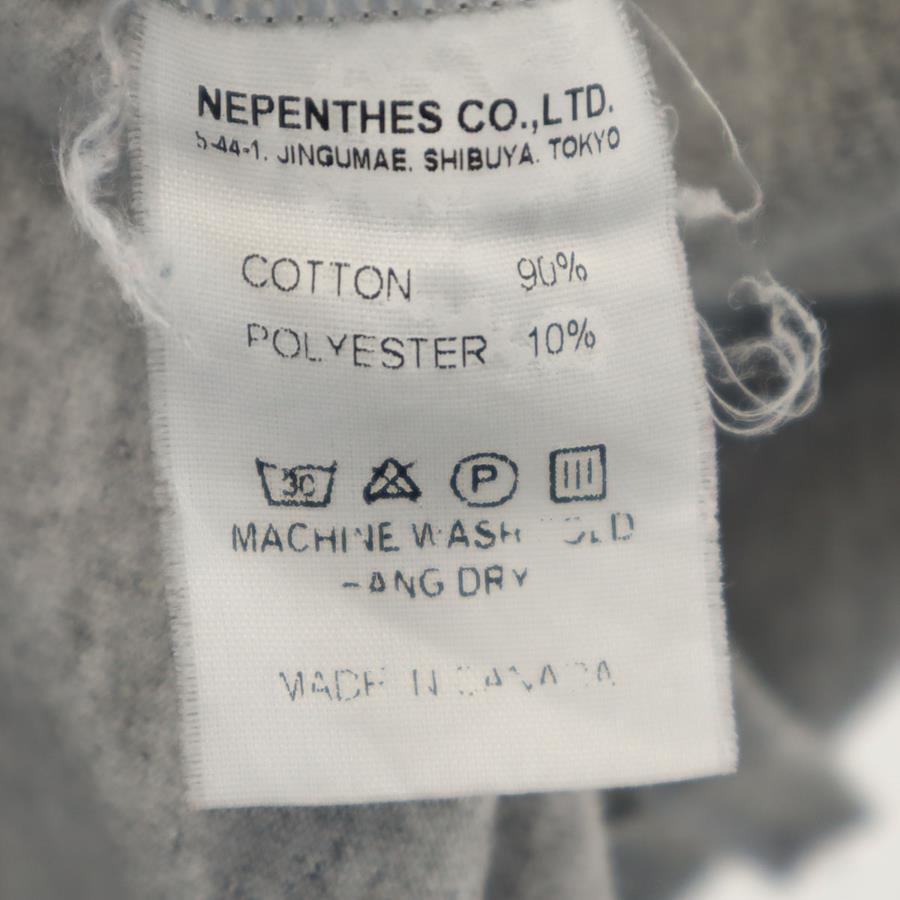 NEPENTHES CO.,LTD.
5-44-1. JINGUMAE. SHIBUYA. TOKYO
COTTON 90%
POLYESTER 10%
30 P
MACHINE WASH COLD
HANG DRY
MADE IN CANADA